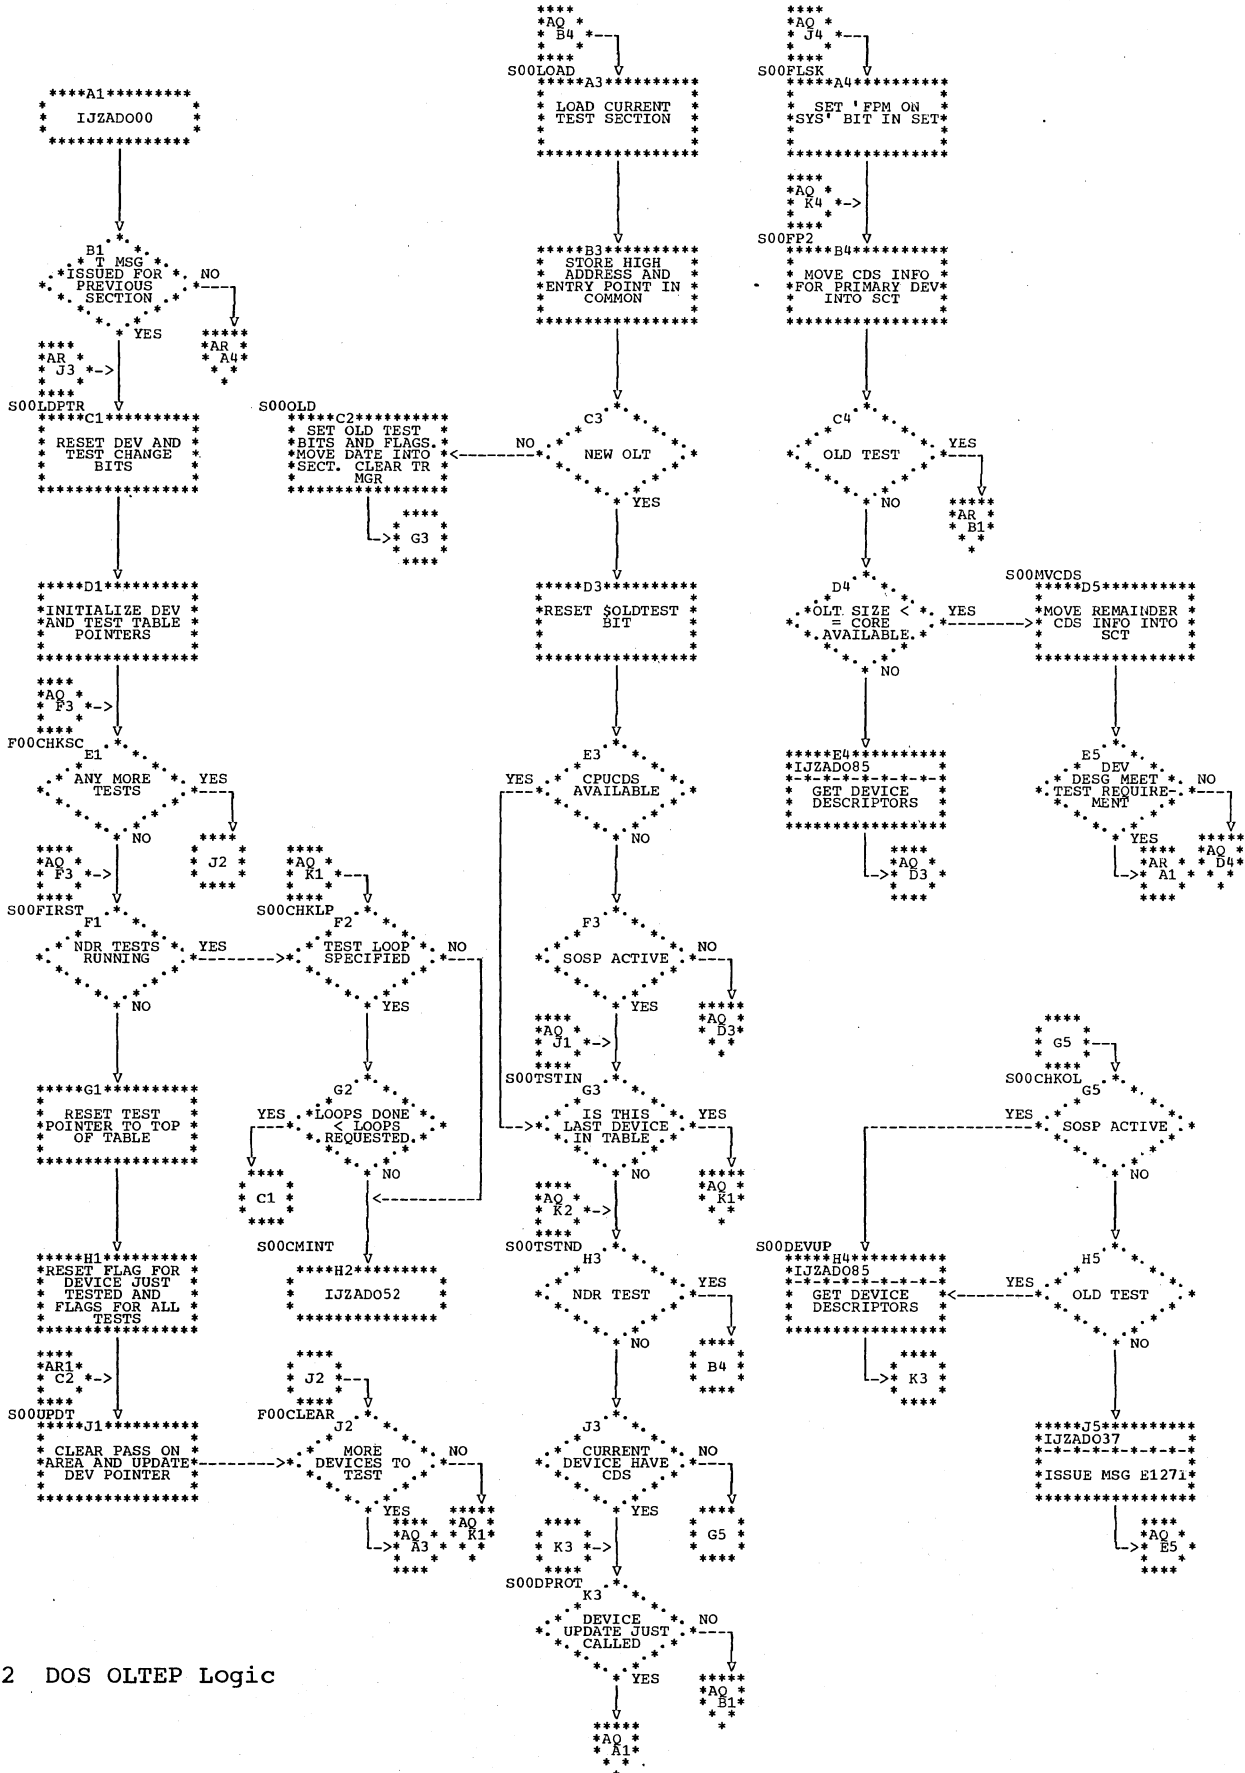 AQ
B4
S00LOAD
A3
LOAD CURRENT
TEST SECTION
AQ
J4
S00FLSK
A4
SET 'FPM ON
SYS' BIT IN SET
A1
IJZADO00
AQ
K4
S00FP2
B1
T MSG
ISSUED FOR
PREVIOUS
SECTION
NO
YES
AR
A4
B3
STORE HIGH
ADDRESS AND
ENTRY POINT IN
COMMON
B4
MOVE CDS INFO
FOR PRIMARY DEV
INTO SCT
AR
J3
S00LDPTR
C1
RESET DEV AND
TEST CHANGE
BITS
S00OLD
C2
SET OLD TEST
BITS AND FLAGS.
MOVE DATE INTO
SECT. CLEAR TR
MGR
G3
C3
NEW OLT
NO
YES
C4
OLD TEST
YES
NO
AR
B1
D1
INITIALIZE DEV
AND TEST TABLE
POINTERS
D3
RESET $OLDTEST
BIT
D4
OLT SIZE <
= CORE
AVAILABLE.
YES
NO
S00MVCDS
D5
MOVE REMAINDER
CDS INFO INTO
SCT
AQ
F3
F00CHKSC
E1
ANY MORE
TESTS
YES
NO
J2
E3
CPUCDS
AVAILABLE
YES
NO
E4
IJZADO85
GET DEVICE
DESCRIPTORS
AQ
D3
E5
DEV
DESG MEET
TEST REQUIRE-
MENT
NO
YES
AR
A1
AQ
D4
AQ
F3
S00FIRST
F1
NDR TESTS
RUNNING
YES
NO
AQ
K1
S00CHKLP
F2
TEST LOOP
SPECIFIED
NO
YES
F3
SOSP ACTIVE
NO
YES
AQ
D3
AQ
J1
S00TSTIN
G1
RESET TEST
POINTER TO TOP
OF TABLE
G2
LOOPS DONE
< LOOPS
REQUESTED.
YES
NO
C1
G3
IS THIS
LAST DEVICE
IN TABLE
YES
NO
AQ
K1
G5
S00CHKOL
G5
SOSP ACTIVE
YES
NO
AQ
K2
S00TSTND
H1
RESET FLAG FOR
DEVICE JUST
TESTED AND
FLAGS FOR ALL
TESTS
S00CMINT
H2
IJZADO52
H3
NDR TEST
YES
NO
B4
S00DEVUP
H4
IJZADO85
GET DEVICE
DESCRIPTORS
K3
H5
OLD TEST
YES
NO
AR1
C2
S00UPDT
J1
CLEAR PASS ON
AREA AND UPDATE
DEV POINTER
J2
F00CLEAR
J2
MORE
DEVICES TO
TEST
NO
YES
AQ
A3
AQ
K1
J3
CURRENT
DEVICE HAVE
CDS
NO
YES
G5
J5
IJZADO37
ISSUE MSG E127I
AQ
E5
K3
S00DPROT
K3
DEVICE
UPDATE JUST
CALLED
NO
YES
AQ
B1
AQ
A1
2 DOS OLTEP Logic